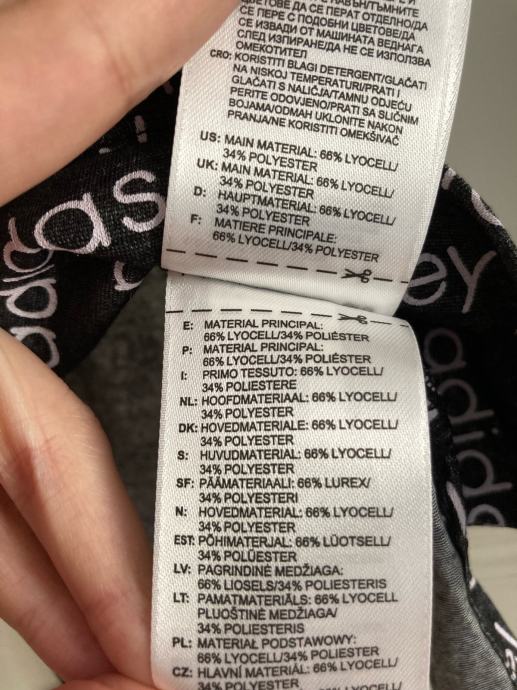 ЦВЕТОВЕ ДА СЕ ПЕРАТ ОТДЕЛНО/ДА
СЕ ПЕРЕ С ПОДОБНИ ЦВЕТОВЕ/ДА
СЕ ИЗВАДИ ОТ МАШИНАТА ВЕДНАГА
СЛЕД ИЗПИРАНЕ/ДА НЕ СЕ ИЗПОЛЗВА
ОМЕКОТИТЕЛ
CRO: KORISTITI BLAGI DETERGENT/GLAČATI
NA NISKOJ TEMPERATURI/PRATI I
GLAČATI S NALIČJA/TAMNU ODJEĆU
PERITE ODOVJENO/PRATI SA SLIČNIM
BOJAMA/ODMAH UKLONITE NAKON
PRANJA/NE KORISTITI OMEKŠIVAČ
US: MAIN MATERIAL: 66% LYOCELL/
34% POLYESTER
UK: MAIN MATERIAL: 66% LYOCELL/
34% POLYESTER
D: HAUPTMATERIAL: 66% LYOCELL/
34% POLYESTER
F: MATIERE PRINCIPALE:
66% LYOCELL/34% POLYESTER
E: MATERIAL PRINCIPAL:
66% LYOCELL/34% POLIÉSTER
P: MATERIAL PRINCIPAL:
66% LYOCELL/34% POLIÉSTER
I: PRIMO TESSUTO: 66% LYOCELL/
34% POLIESTERE
NL: HOOFDMATERIAAL: 66% LYOCELL/
34% POLYESTER
DK: HOVEDMATERIALE: 66% LYOCELL/
34% POLYESTER
S: HUVUDMATERIAL: 66% LYOCELL/
34% POLYESTER
SF: PÄÄMATERIAALI: 66% LUREX/
34% POLYESTERI
N: HOVEDMATERIAL: 66% LYOCELL/
34% POLYESTER
EST: PÕHIMATERJAL: 66% LÜOTSELL/
34% POLÜESTER
LV: PAGRINDINĖ MEDŽIAGA:
66% LIOSELS/34% POLIESTERIS
LT: PAMATMATERIĀLS: 66% LYOCELL
PLUOŠTINĖ MEDŽIAGA/
34% POLIESTERIS
PL: MATERIAŁ PODSTAWOWY:
66% LYOCELL/34% POLIESTER
CZ: HLAVNÍ MATERIÁL: 66% LYOCELL/
34% POLYESTER